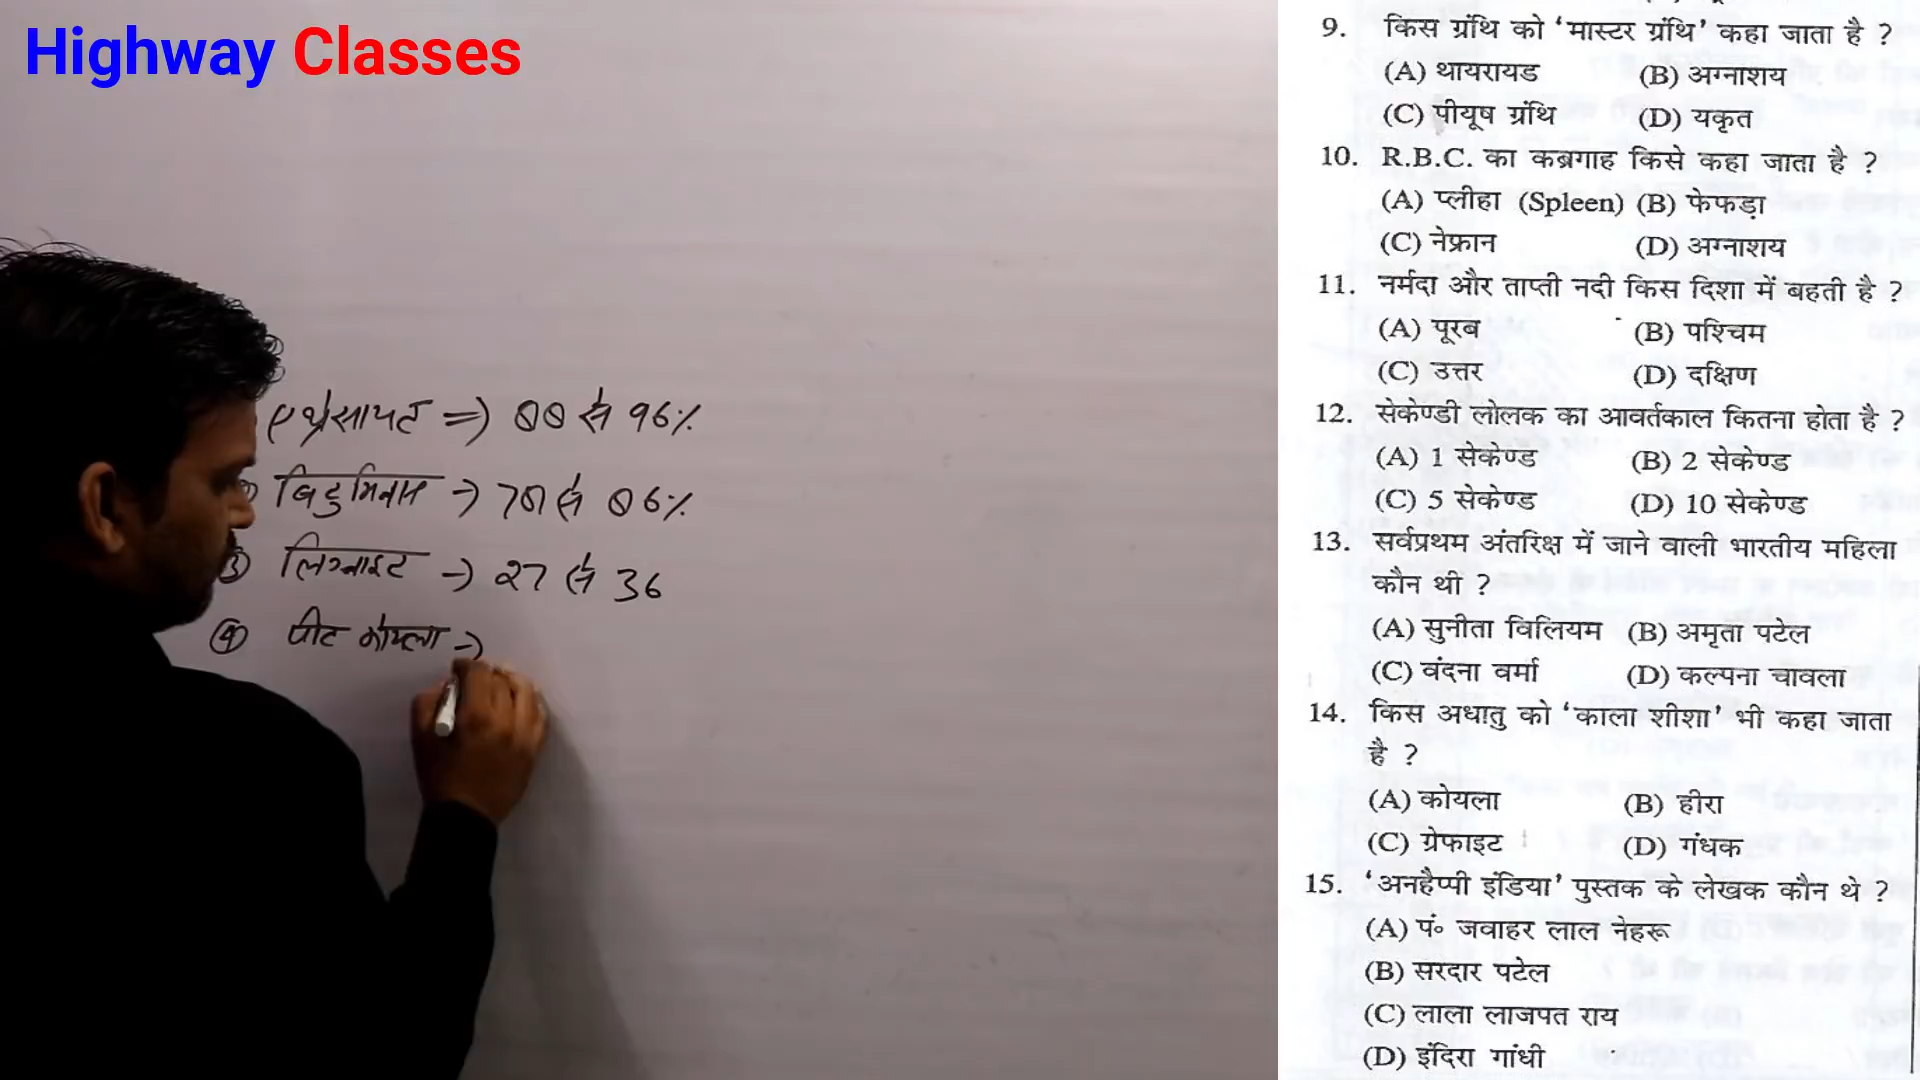 Highway Classes
एथ्रेसायट => 88 से 96%
बिटुमिनस -> 78 से 86%
③ लिग्नाइट -> 27 से 36
④ पीट कोयला ->
9. किस ग्रंथि को ‘मास्टर ग्रंथि’ कहा जाता है ?
(A) थायरायड (B) अग्नाशय
(C) पीयूष ग्रंथि (D) यकृत
10. R.B.C. का कब्रगाह किसे कहा जाता है ?
(A) प्लीहा (Spleen) (B) फेफड़ा
(C) नेफ्रान (D) अग्नाशय
11. नर्मदा और ताप्ती नदी किस दिशा में बहती है ?
(A) पूरब (B) पश्चिम
(C) उत्तर (D) दक्षिण
12. सेकेण्डी लोलक का आवर्तकाल कितना होता है ?
(A) 1 सेकेण्ड (B) 2 सेकेण्ड
(C) 5 सेकेण्ड (D) 10 सेकेण्ड
13. सर्वप्रथम अंतरिक्ष में जाने वाली भारतीय महिला
कौन थी ?
(A) सुनीता विलियम (B) अमृता पटेल
(C) वंदना वर्मा (D) कल्पना चावला
14. किस अधातु को ‘काला शीशा’ भी कहा जाता
है ?
(A) कोयला (B) हीरा
(C) ग्रेफाइट (D) गंधक
15. ‘अनहैप्पी इंडिया’ पुस्तक के लेखक कौन थे ?
(A) पं० जवाहर लाल नेहरू
(B) सरदार पटेल
(C) लाला लाजपत राय
(D) इंदिरा गांधी